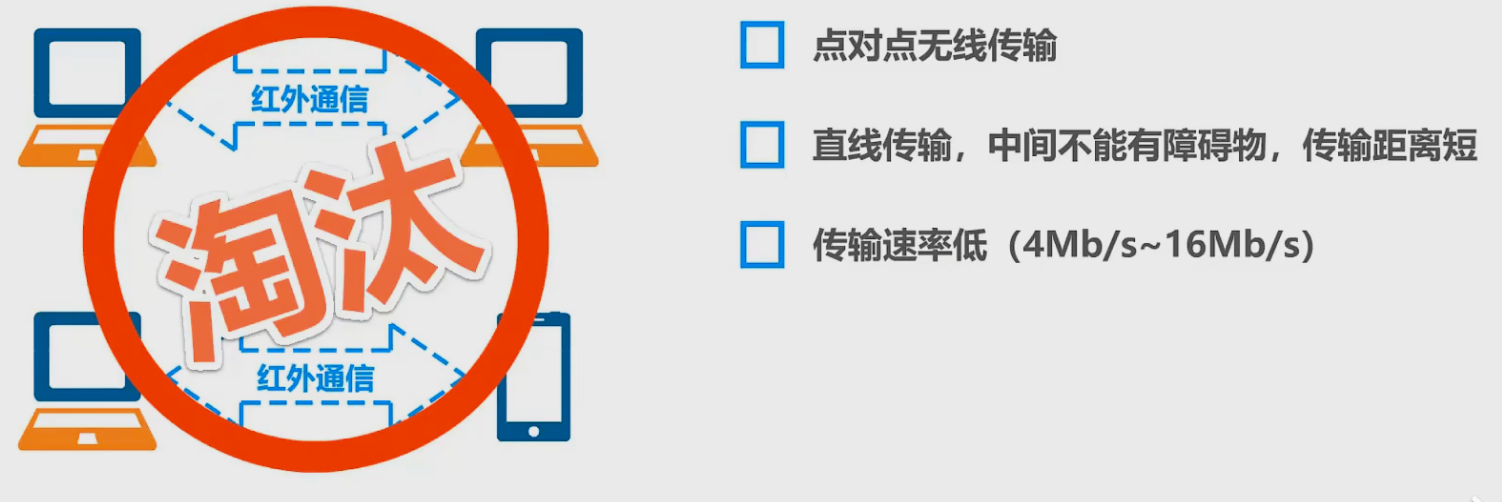 红外通信
淘汰
红外通信
点对点无线传输
直线传输，中间不能有障碍物，传输距离短
传输速率低（4Mb/s~16Mb/s）